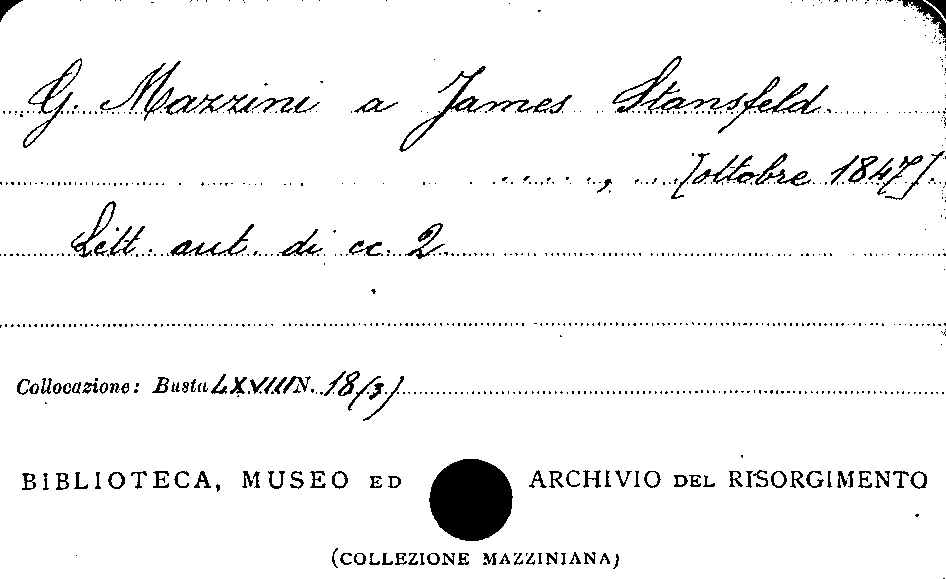 G. Mazzini a James Stansfeld.
....., ...[ottobre 1847].
Lett. aut. di cc. 2.
Collocazione: Busta LXVIII N. 18(3)
BIBLIOTECA, MUSEO ED ARCHIVIO DEL RISORGIMENTO
(COLLEZIONE MAZZINIANA)